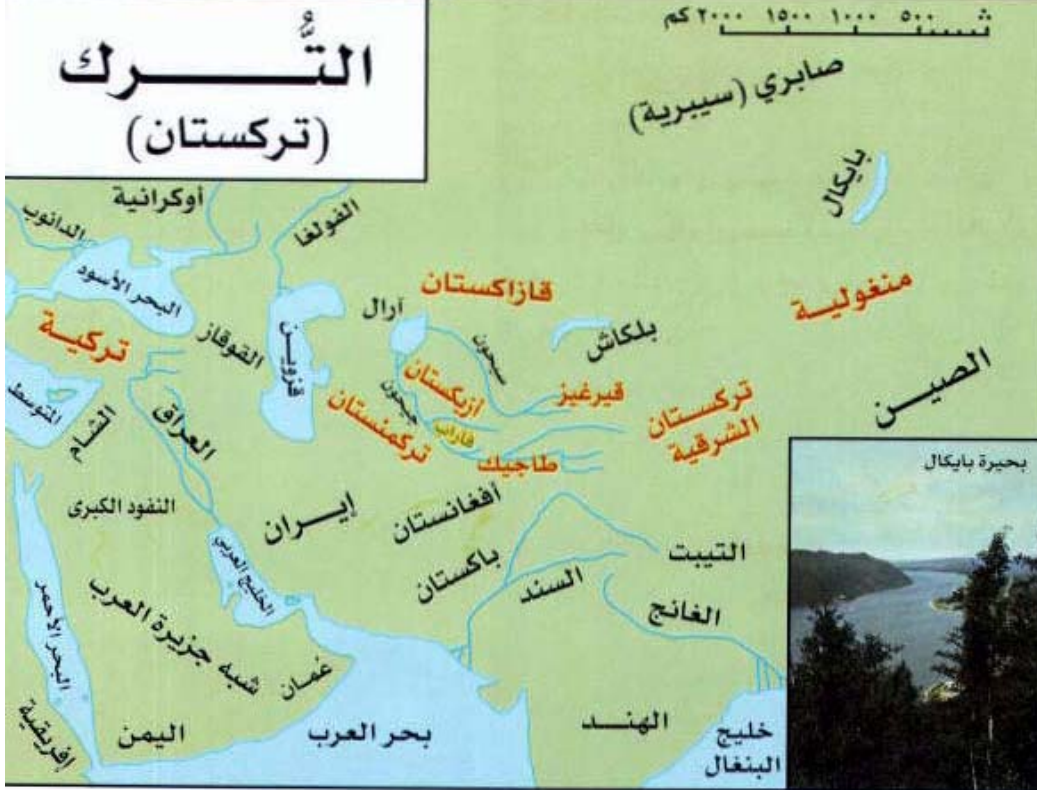 التُّرك
(تركستان)
ث ٥٠٠ ١٠٠٠ ١٥٠٠ ٢٠٠٠ كم
صابري (سيبرية)
بايكال
أوكرانية
الدانوب
الفولغا
البحر الأسود
قازاكستان
منغولية
آرال
بلكاش
تركية
القوقاز
قزوين
سيحون
الصين
أزبكستان
قيرغيز
جيحون
تركستان
الشرقية
المتوسط
الشام
العراق
تركمنستان
فاراب
طاجيك
بحيرة بايكال
النفود الكبرى
إيران
أفغانستان
التيبت
باكستان
السند
الغانج
الخليج العربي
البحر الأحمر
شبه جزيرة العرب
عُمان
إفريقية
اليمن
بحر العرب
الهند
خليج
البنغال